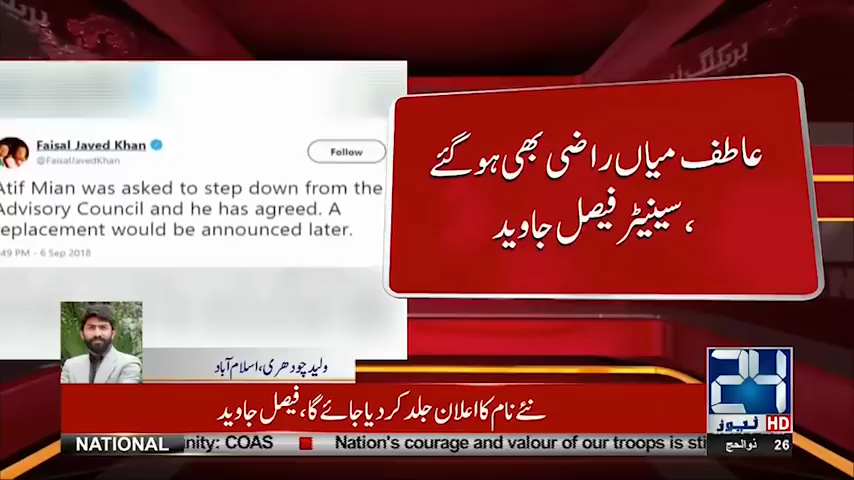 Faisal Javed Khan
@FaisalJavedKhan
Follow
Atif Mian was asked to step down from the
Advisory Council and he has agreed. A
eplacement would be announced later.
49 PM - 6 Sep 2018
عاطف میاں راضی بھی ہو گئے
، سینیٹر فیصل جاوید
ولید چودھری، اسلام آباد
نئے نام کا اعلان جلد کر دیا جائے گا، فیصل جاوید
24
نیوز HD
NATIONAL
nity: COAS
Nation's courage and valour of our troops is sti
26 ذوالحج